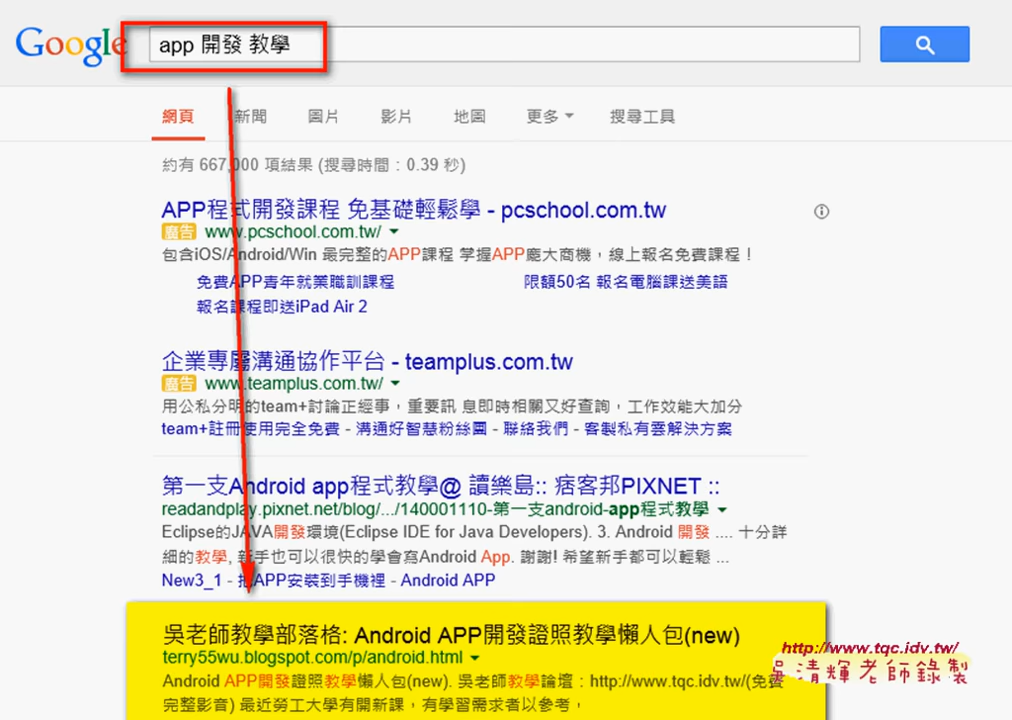 Google
app 開發 教學
網頁 新聞 圖片 影片 地圖 更多 搜尋工具
約有 667,000 項結果 (搜尋時間：0.39 秒)
APP程式開發課程 免基礎輕鬆學 - pcschool.com.tw
廣告 www.pcschool.com.tw/
包含iOS/Android/Win 最完整的APP課程 掌握APP龐大商機，線上報名免費課程！
免費APP青年就業職訓課程 限額50名 報名電腦課送美語
報名課程即送iPad Air 2
企業專屬溝通協作平台 - teamplus.com.tw
廣告 www.teamplus.com.tw/
用公私分明的team+討論正經事，重要訊 息即時相關又好查詢，工作效能大加分
team+註冊使用完全免費 - 溝通好智慧粉絲團 - 聯絡我們 - 客製私有雲解決方案
第一支Android app程式教學@ 讀樂島:: 痞客邦PIXNET ::
readandplay.pixnet.net/blog/.../140001110-第一支android-app程式教學
Eclipse的JAVA開發環境(Eclipse IDE for Java Developers). 3. Android 開發 .... 十分詳
細的教學, 新手也可以很快的學會為Android App. 謝謝! 希望新手都可以輕鬆 ...
New3_1 - 把APP安裝到手機裡 - Android APP
吳老師教學部落格: Android APP開發證照教學懶人包(new)
terry55wu.blogspot.com/p/android.html
Android APP開發證照教學懶人包(new). 吳老師教學論壇：http://www.tqc.idv.tw/(免費
完整影音) 最近勞工大學有開新課，有學習需求者以參考，
http://www.tqc.idv.tw/
吳清輝老師錄製